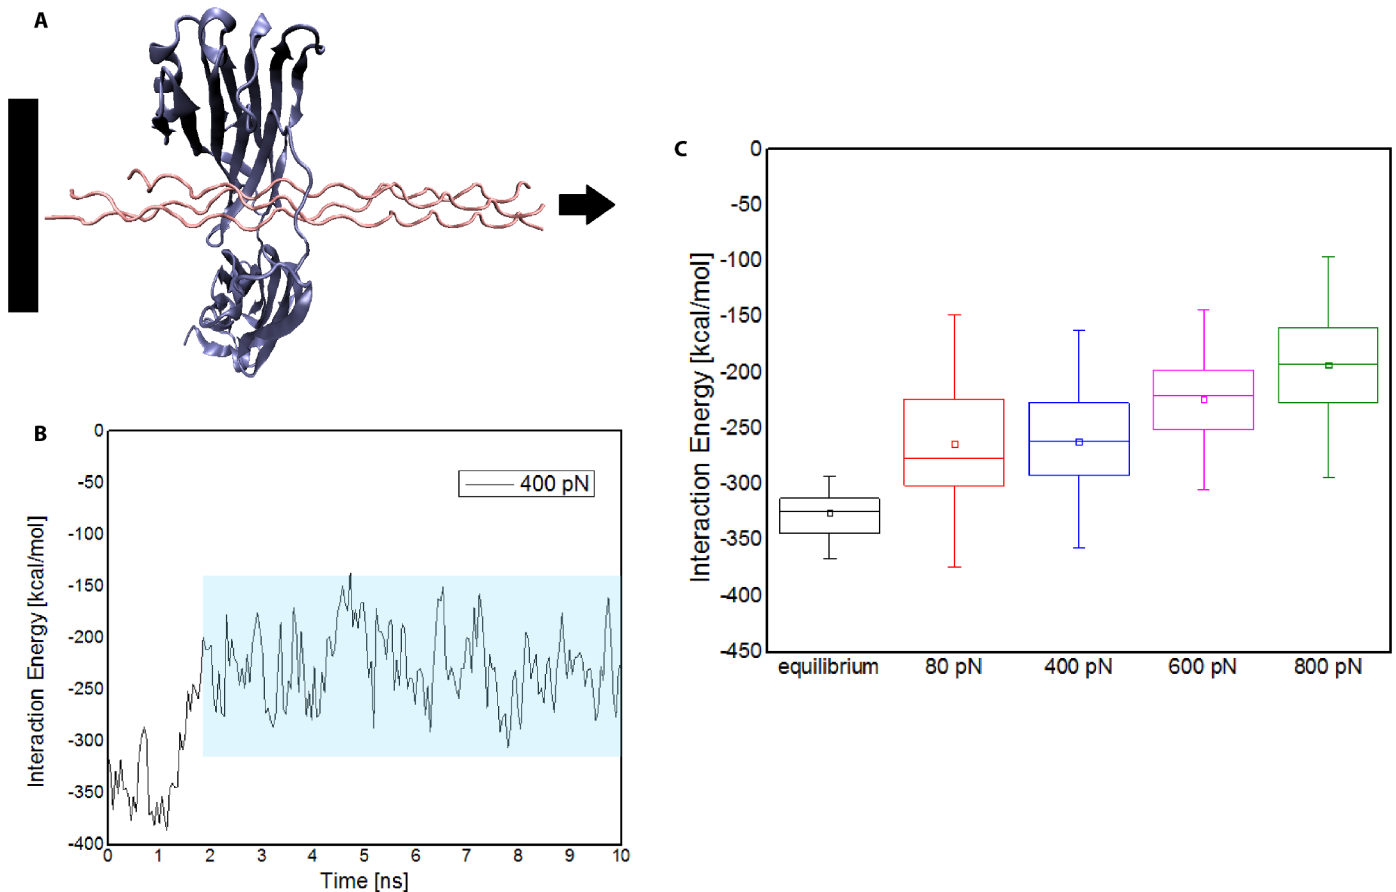 A
B
0
-50
-100
-150
-200
-250
-300
-350
-400
Interaction Energy [kcal/mol]
400 pN
0 1 2 3 4 5 6 7 8 9 10
Time [ns]
C
0
-50
-100
-150
-200
-250
-300
-350
-400
-450
Interaction Energy [kcal/mol]
equilibrium 80 pN 400 pN 600 pN 800 pN